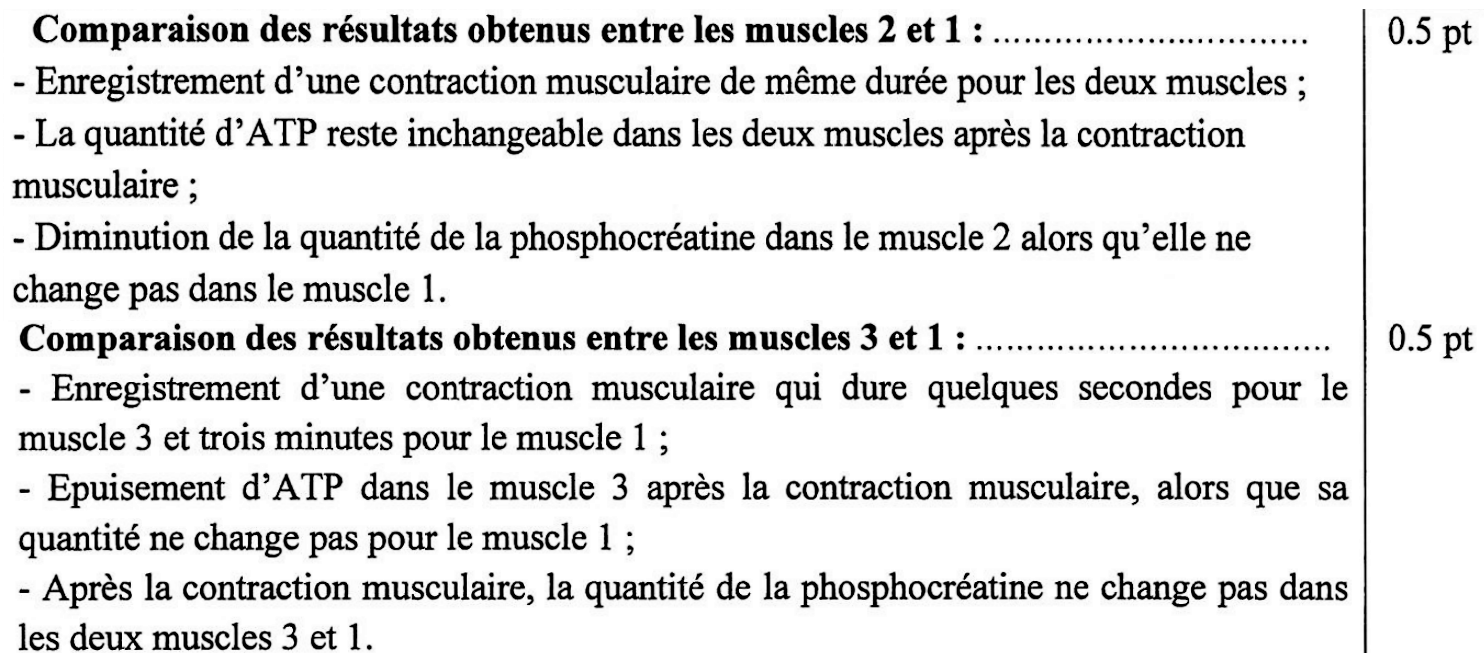 Comparaison des résultats obtenus entre les muscles 2 et 1 : ............................... 0.5 pt
- Enregistrement d'une contraction musculaire de même durée pour les deux muscles ;
- La quantité d'ATP reste inchangeable dans les deux muscles après la contraction
musculaire ;
- Diminution de la quantité de la phosphocréatine dans le muscle 2 alors qu'elle ne
change pas dans le muscle 1.
Comparaison des résultats obtenus entre les muscles 3 et 1 : .................................. 0.5 pt
- Enregistrement d'une contraction musculaire qui dure quelques secondes pour le
muscle 3 et trois minutes pour le muscle 1 ;
- Epuisement d'ATP dans le muscle 3 après la contraction musculaire, alors que sa
quantité ne change pas pour le muscle 1 ;
- Après la contraction musculaire, la quantité de la phosphocréatine ne change pas dans
les deux muscles 3 et 1.